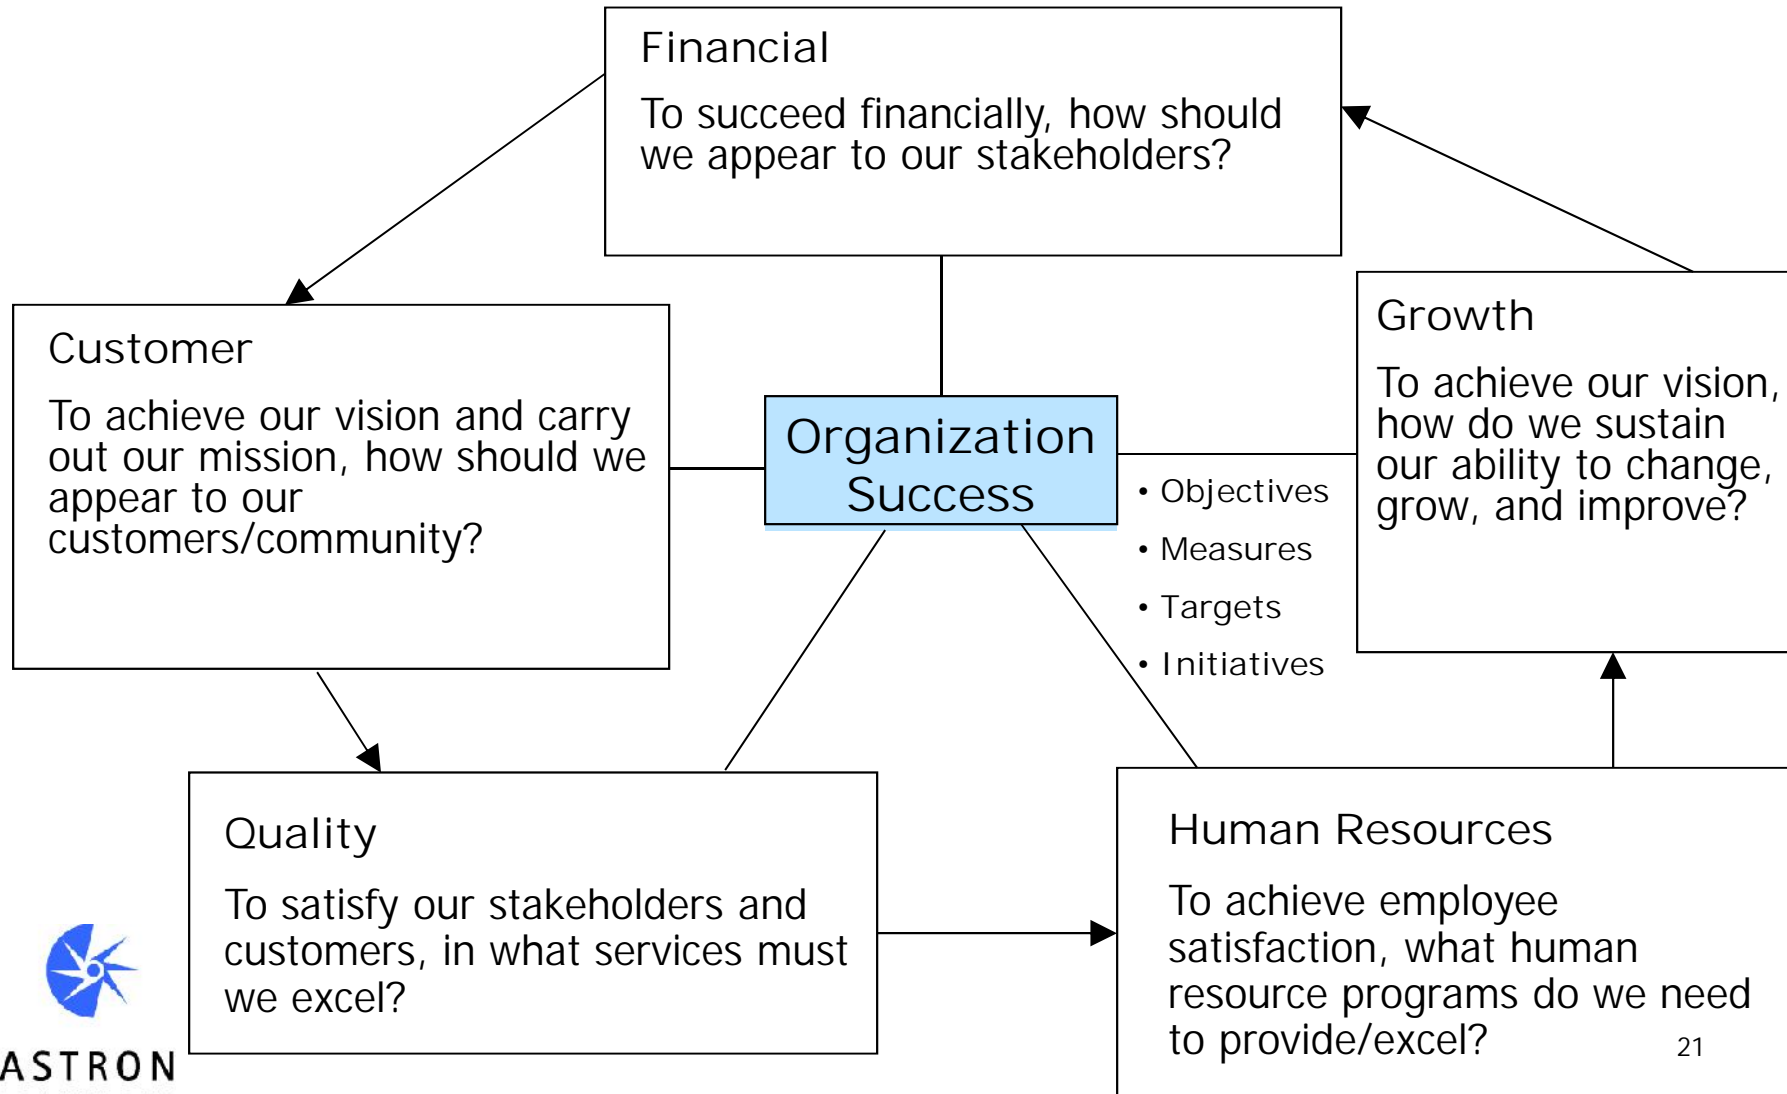 Financial
To succeed financially, how should
we appear to our stakeholders?
Customer
To achieve our vision and carry
out our mission, how should we
appear to our
customers/community?
Organization
Success
• Objectives
• Measures
• Targets
• Initiatives
Growth
To achieve our vision,
how do we sustain
our ability to change,
grow, and improve?
Quality
To satisfy our stakeholders and
customers, in what services must
we excel?
Human Resources
To achieve employee
satisfaction, what human
resource programs do we need
to provide/excel?
21
ASTRON